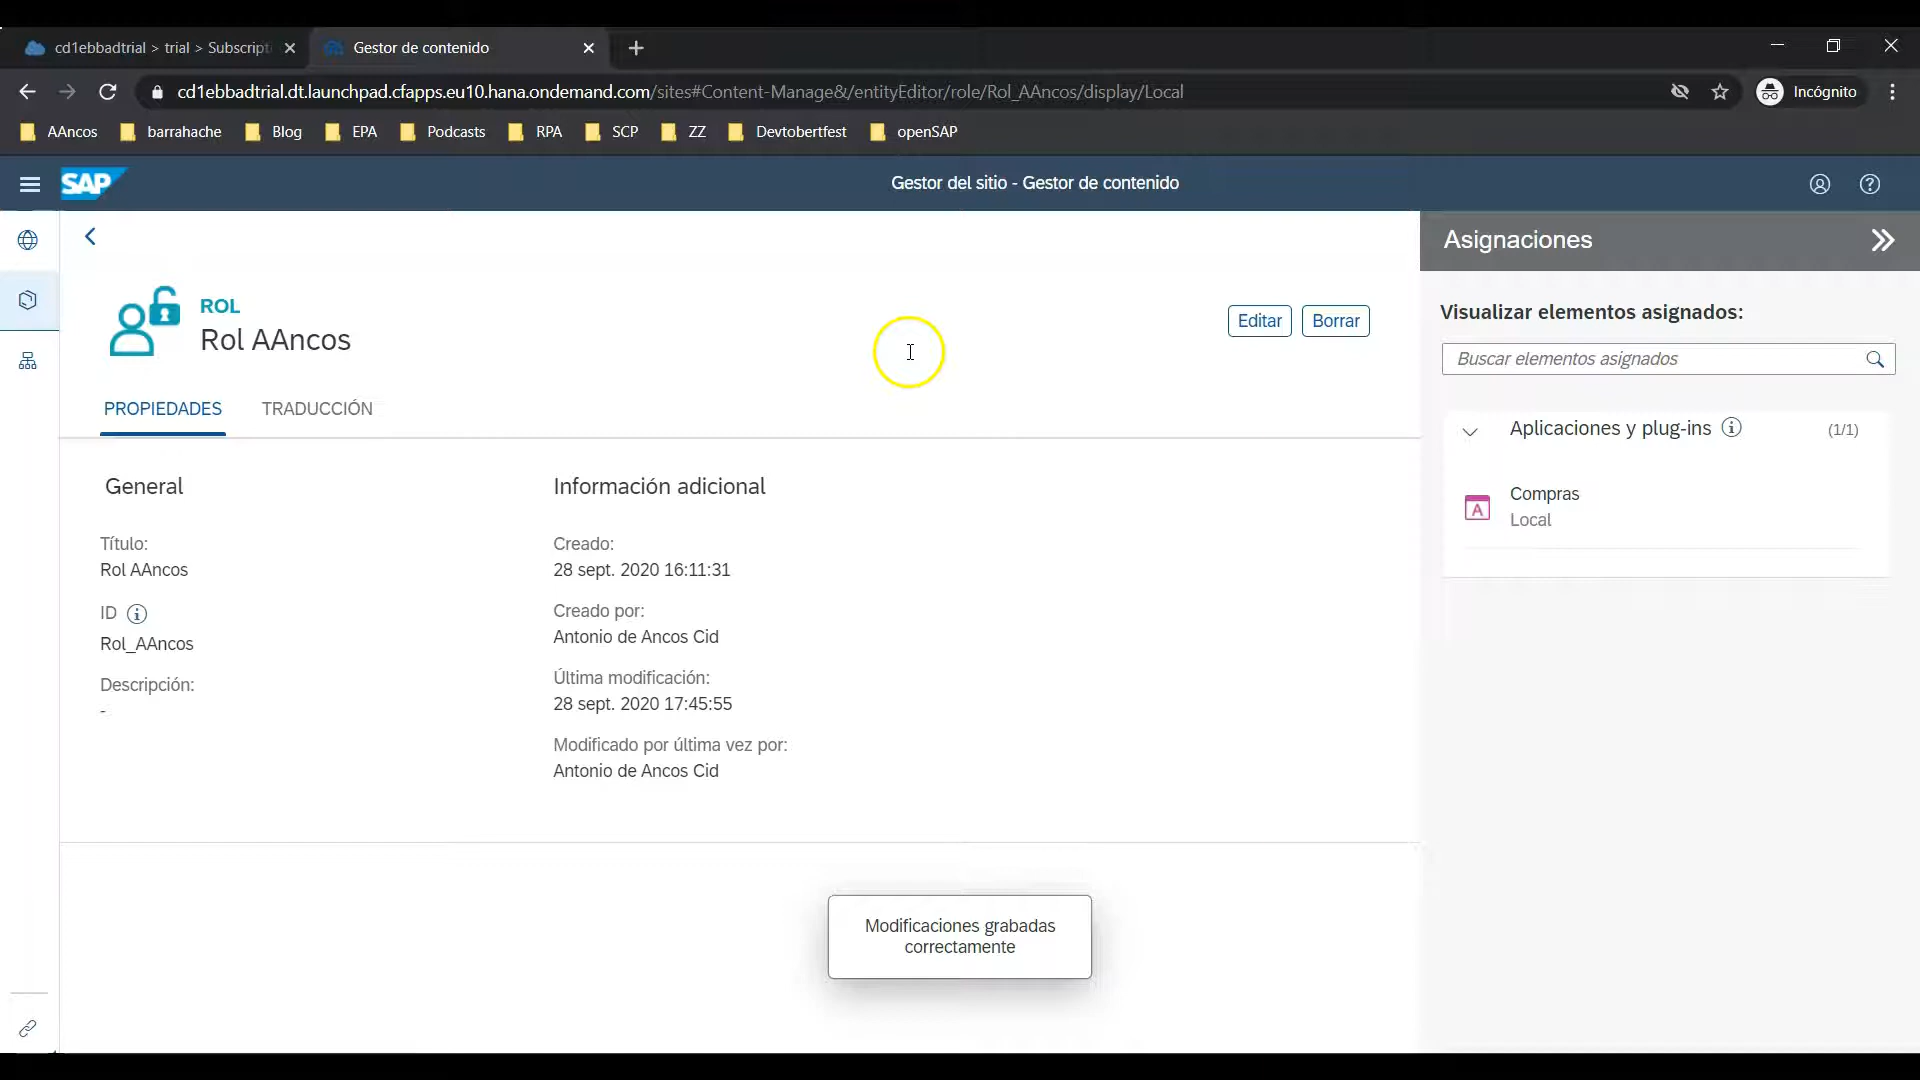 cd1ebbadtrial > trial > Subscript
Gestor de contenido
cd1ebbadtrial.dt.launchpad.cfapps.eu10.hana.ondemand.com/sites#Content-Manage&/entityEditor/role/Rol_AAncos/display/Local
Incógnito
AAncos barrahache Blog EPA Podcasts RPA SCP ZZ Devtobertfest openSAP
SAP
Gestor del sitio - Gestor de contenido
Asignaciones
ROL
Rol AAncos
Editar Borrar
Visualizar elementos asignados:
Buscar elementos asignados
PROPIEDADES TRADUCCIÓN
Aplicaciones y plug-ins (1/1)
A
Compras
Local
General
Título:
Rol AAncos
ID
Rol_AAncos
Descripción:
-
Información adicional
Creado:
28 sept. 2020 16:11:31
Creado por:
Antonio de Ancos Cid
Última modificación:
28 sept. 2020 17:45:55
Modificado por última vez por:
Antonio de Ancos Cid
Modificaciones grabadas
correctamente